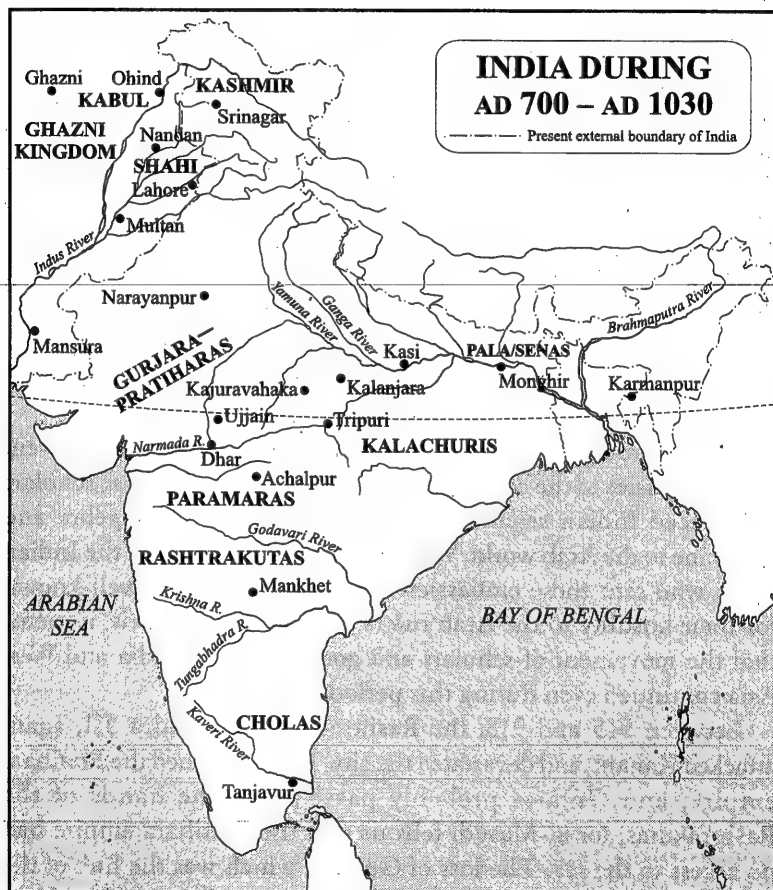 INDIA DURING
AD 700 – AD 1030
Present external boundary of India
Ghazni
Ohind
KABUL
KASHMIR
Srinagar
GHAZNI
KINGDOM
Nandan
SHAHI
Lahore
Multan
Indus River
Narayanpur
Yamuna River
Ganga River
Brahmaputra River
Mansura
GURJARA—
PRATIHARAS
Kasi
PALA/SENAS
Monghir
Kajuravahaka
Kalanjara
Karmanpur
Ujjain
Tripuri
Narmada R.
Dhar
KALACHURIS
Achalpur
PARAMARAS
Godavari River
RASHTRAKUTAS
Mankhet
ARABIAN
SEA
Krishna R.
BAY OF BENGAL
Tungabhadra R.
CHOLAS
Kaveri River
Tanjavur